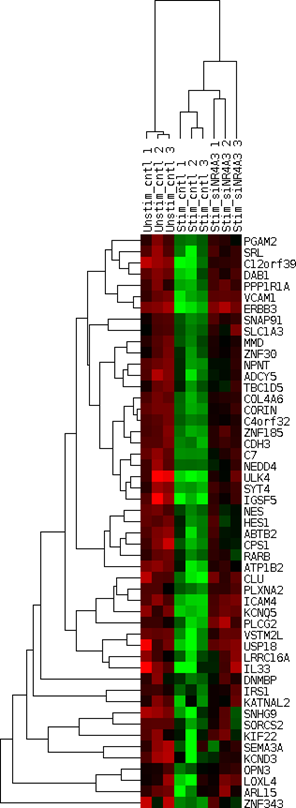 Unstim_cntl 1
Unstim_cntl 2
Unstim_cntl 3
Stim_cntl 1
Stim_cntl 2
Stim_cntl 3
Stim_siNR4A3 1
Stim_siNR4A3 2
Stim_siNR4A3 3
PGAM2
SRL
C12orf39
DAB1
PPP1R1A
VCAM1
ERBB3
SNAP91
SLC1A3
MMD
ZNF30
NPNT
ADCY5
TBC1D5
COL4A6
CORIN
C4orf32
ZNF185
CDH3
C7
NEDD4
ULK4
SYT4
IGSF5
NES
HES1
ABTB2
CPS1
RARB
ATP1B2
CLU
PLXNA2
ICAM4
KCNQ5
PLCG2
VSTM2L
USP18
LRRC16A
IL33
DNMBP
IRS1
KATNAL2
SNHG9
SORCS2
KIF22
SEMA3A
KCND3
OPN3
LOXL4
ARL15
ZNF343